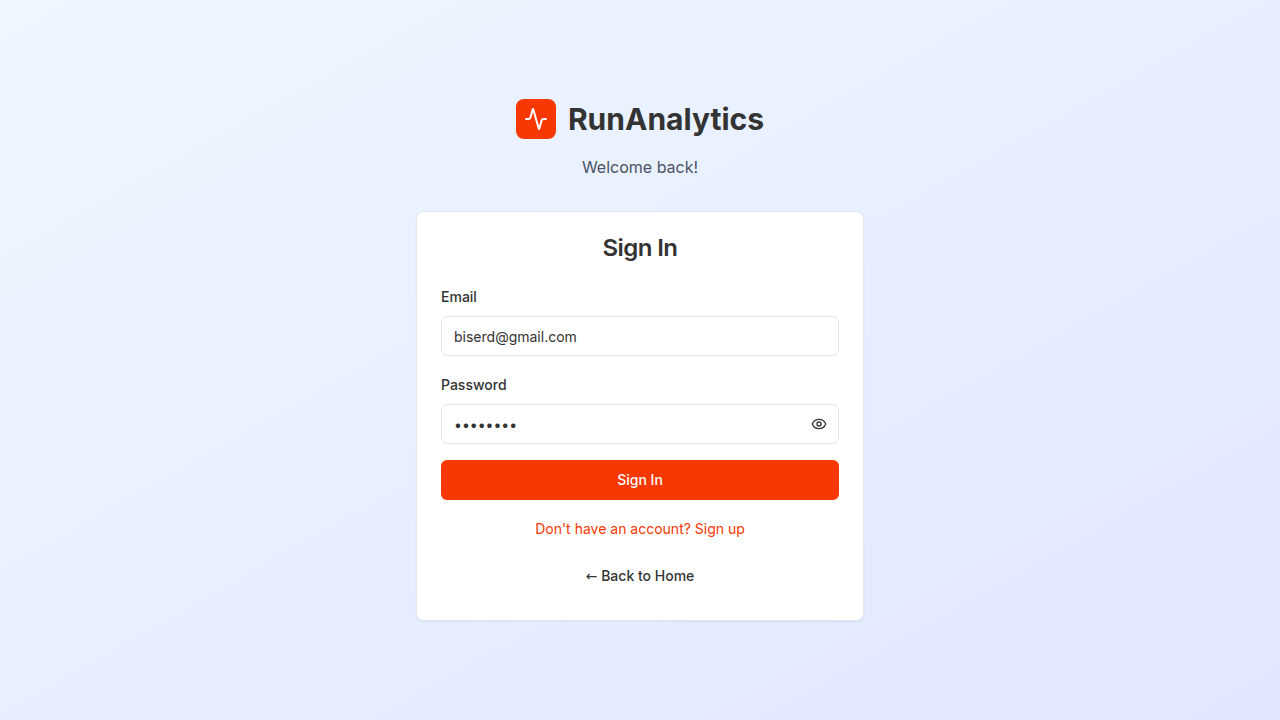 RunAnalytics
Welcome back!
Sign In
Email
biserd@gmail.com
Password
••••••••
Sign In
Don't have an account? Sign up
← Back to Home